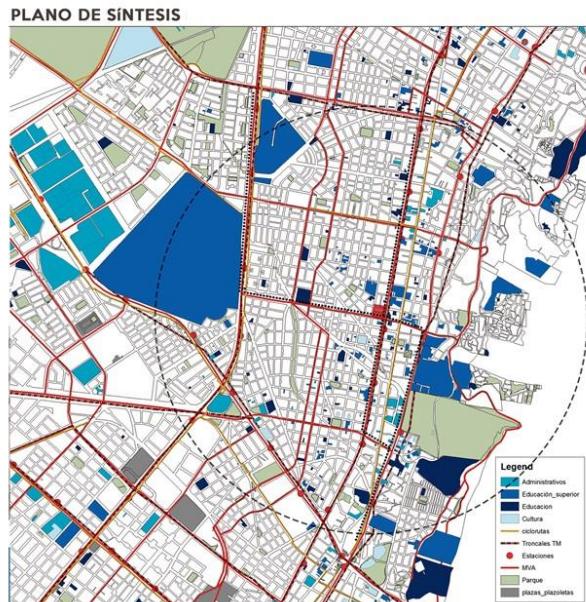 PLANO DE SíNTESIS
Legend
Administrativos
Educación_superior
Educacion
Cultura
ciclorutas
Troncales TM
Estaciones
MVA
Parque
plazas_plazoletas